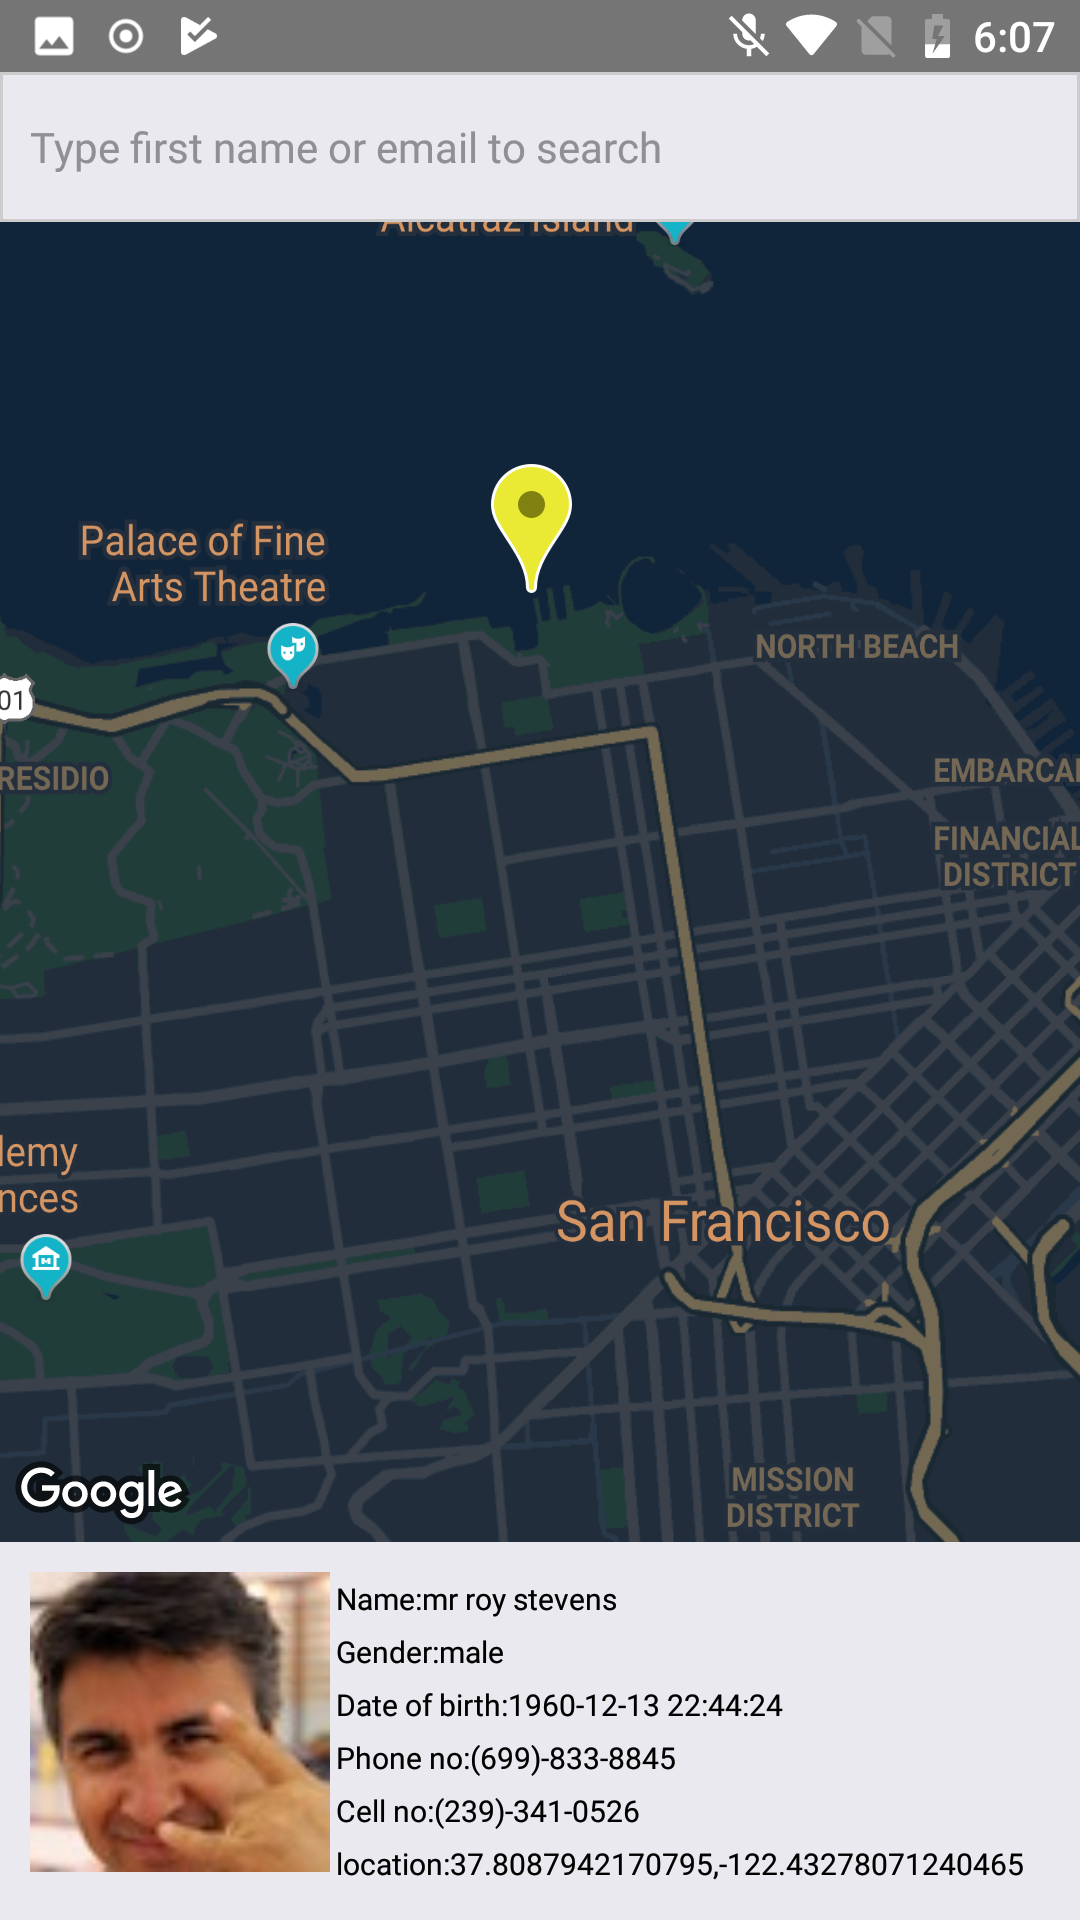 6:07
Type first name or email to search
Alcatraz Island
Palace of Fine
Arts Theatre
NORTH BEACH
01
RESIDIO
EMBARCA
FINANCIAL
DISTRICT
lemy
nces
San Francisco
MISSION
DISTRICT
Google
Name:mr roy stevens
Gender:male
Date of birth:1960-12-13 22:44:24
Phone no:(699)-833-8845
Cell no:(239)-341-0526
location:37.8087942170795,-122.43278071240465